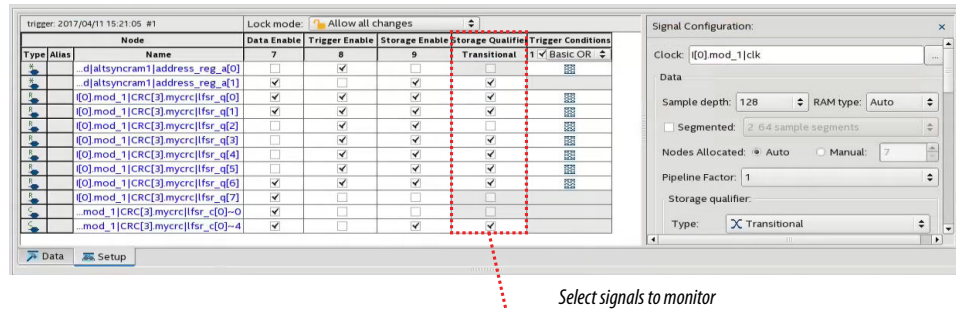 trigger: 2017/04/11 15:21:05 #1 Lock mode: Allow all changes
Node Data Enable Trigger Enable Storage Enable Storage Qualifier Trigger Conditions
Type Alias Name 7 8 9 Transitional 1 Basic OR
...d|altsyncram1|address_reg_a[0]
...d|altsyncram1|address_reg_a[1]
l[0].mod_1|CRC[3].mycrc|lfsr_q[0]
l[0].mod_1|CRC[3].mycrc|lfsr_q[1]
l[0].mod_1|CRC[3].mycrc|lfsr_q[2]
l[0].mod_1|CRC[3].mycrc|lfsr_q[3]
l[0].mod_1|CRC[3].mycrc|lfsr_q[4]
l[0].mod_1|CRC[3].mycrc|lfsr_q[5]
l[0].mod_1|CRC[3].mycrc|lfsr_q[6]
l[0].mod_1|CRC[3].mycrc|lfsr_q[7]
...mod_1|CRC[3].mycrc|lfsr_c[0]~0
...mod_1|CRC[3].mycrc|lfsr_c[0]~4
Data Setup
Signal Configuration:
Clock: l[0].mod_1|clk ...
Data
Sample depth: 128 RAM type: Auto
Segmented: 2 64 sample segments
Nodes Allocated: Auto Manual: 7
Pipeline Factor: 1
Storage qualifier:
Type: Transitional
Select signals to monitor